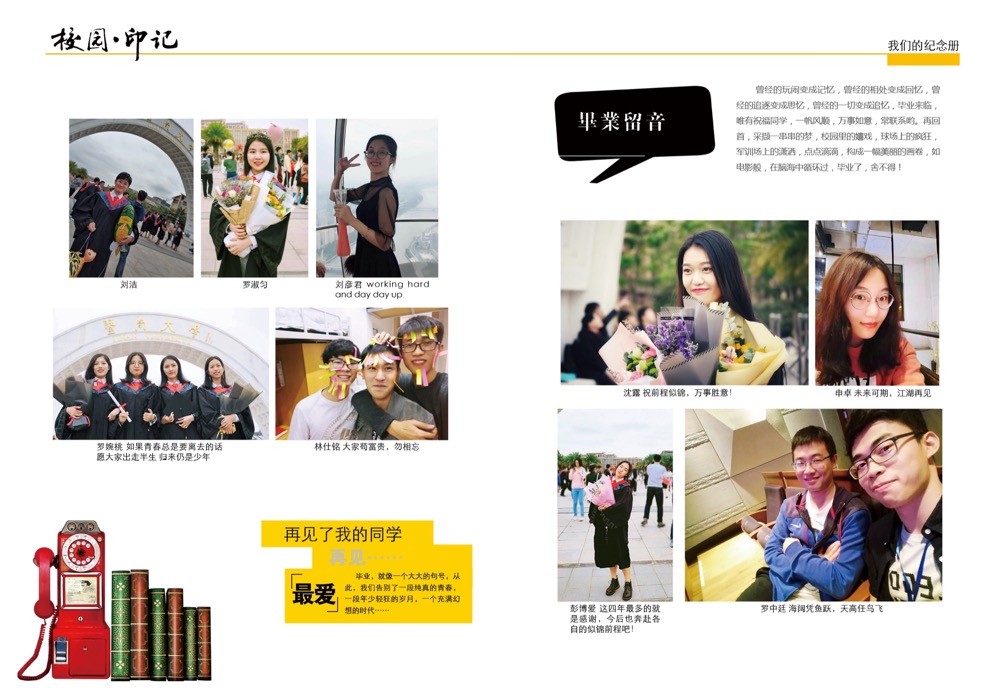 校园·印记
我们的纪念册
刘洁
罗淑匀
刘彦君 working hard
and day day up
暨南大学
罗婉桃 如果青春总是要离去的话
愿大家出走半生 归来仍是少年
林仕铭 大家苟富贵，勿相忘
再见了我的同学
再见……
最爱
毕业，就像一个大大的句号，从
此，我们告别了一段纯真的青春，
一段年少轻狂的岁月，一个充满幻
想的时代……
畢業留音
曾经的玩闹变成记忆，曾经的相处变成回忆，曾
经的追逐变成思忆，曾经的一切变成追忆，毕业来临，
唯有祝福同学，一帆风顺，万事如意，常联系哟。再回
首，采撷一串串的梦，校园里的嬉戏，球场上的疯狂，
军训场上的潇洒，点点滴滴，构成一幅美丽的画卷，如
电影般，在脑海中循环过，毕业了，舍不得！
沈露 祝前程似锦，万事胜意！
申卓 未来可期，江湖再见
彭博爱 这四年最多的就
是感谢，今后也奔赴各
自的似锦前程吧！
罗中廷 海阔凭鱼跃，天高任鸟飞